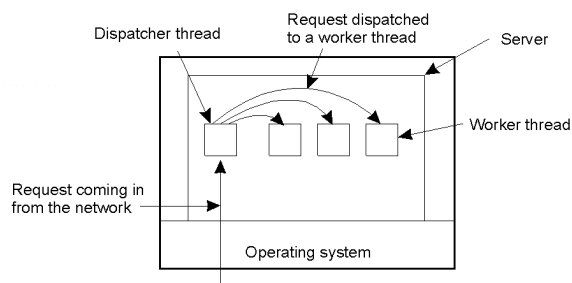 Request dispatched
to a worker thread
Dispatcher thread
Server
Worker thread
Request coming in
from the network
Operating system